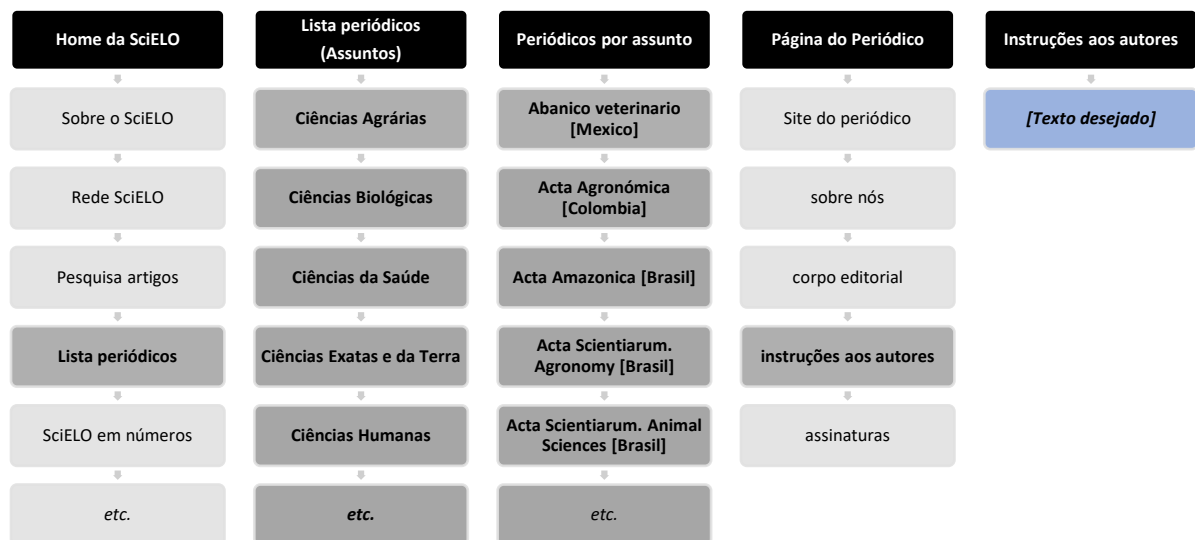 Home da SciELO
Sobre o SciELO
Rede SciELO
Pesquisa artigos
Lista periódicos
SciELO em números
etc.
Lista periódicos
(Assuntos)
Ciências Agrárias
Ciências Biológicas
Ciências da Saúde
Ciências Exatas e da Terra
Ciências Humanas
etc.
Periódicos por assunto
Abanico veterinario
[Mexico]
Acta Agronómica
[Colombia]
Acta Amazonica [Brasil]
Acta Scientiarum.
Agronomy [Brasil]
Acta Scientiarum. Animal
Sciences [Brasil]
etc.
Página do Periódico
Site do periódico
sobre nós
corpo editorial
instruções aos autores
assinaturas
Instruções aos autores
[Texto desejado]